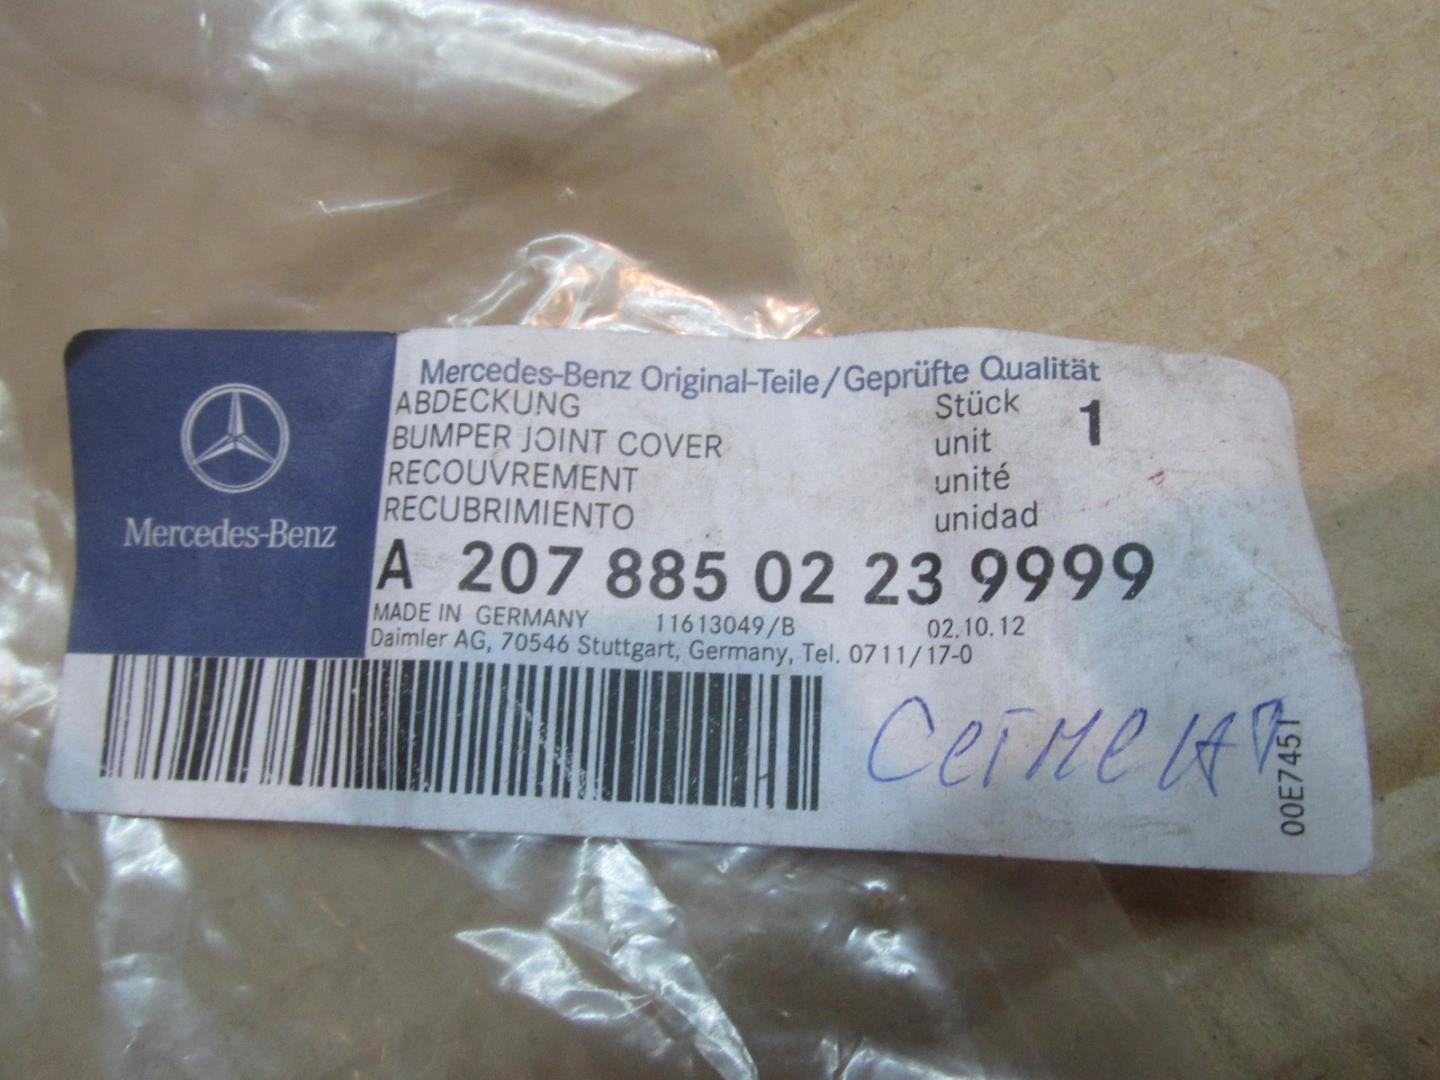 Mercedes-Benz
Mercedes-Benz Original-Teile/Geprüfte Qualität
ABDECKUNG
BUMPER JOINT COVER
RECOUVREMENT
RECUBRIMIENTO
Stück
unit
unité
unidad
1
A 207 885 02 23 9999
MADE IN GERMANY 11613049/B 02.10.12
Daimler AG, 70546 Stuttgart, Germany, Tel. 0711/17-0
Сегмент
00E7451